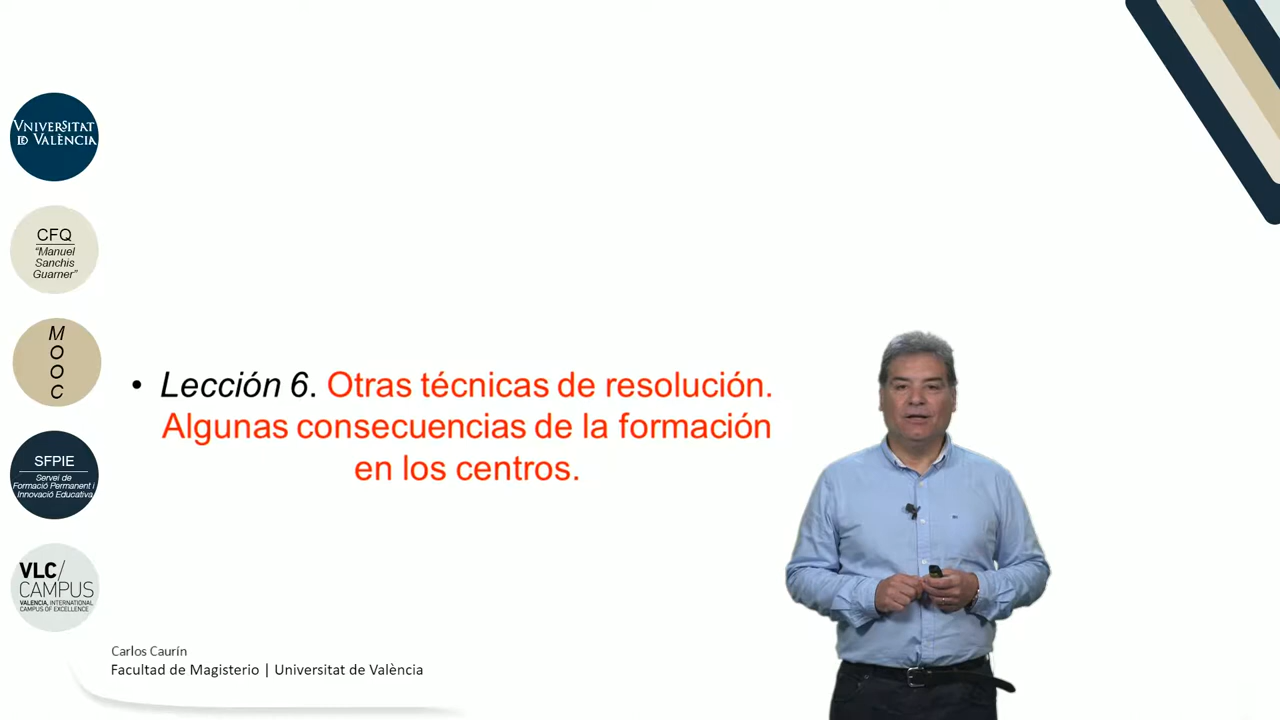 VNIVERSITAT
ID VALÈNCIA
CFQ
“Manuel
Sanchis
Guarner”
M
O
O
C
SFPIE
Servei de
Formació Permanent i
Innovació Educativa
VLC/
CAMPUS
VALENCIA, INTERNATIONAL
CAMPUS OF EXCELLENCE
• Lección 6. Otras técnicas de resolución.
Algunas consecuencias de la formación
en los centros.
Carlos Caurín
Facultad de Magisterio | Universitat de València